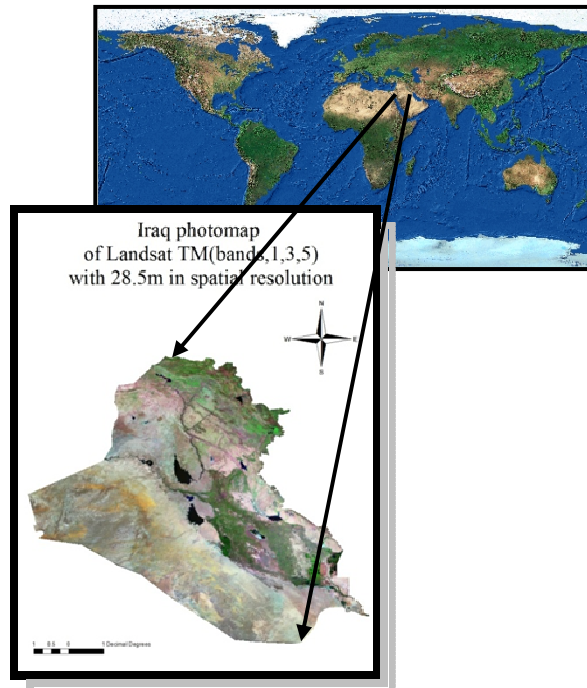 Iraq photomap
of Landsat TM(bands,1,3,5)
with 28.5m in spatial resolution
N
W E
S
1 0.5 0 1 Decimal Degrees